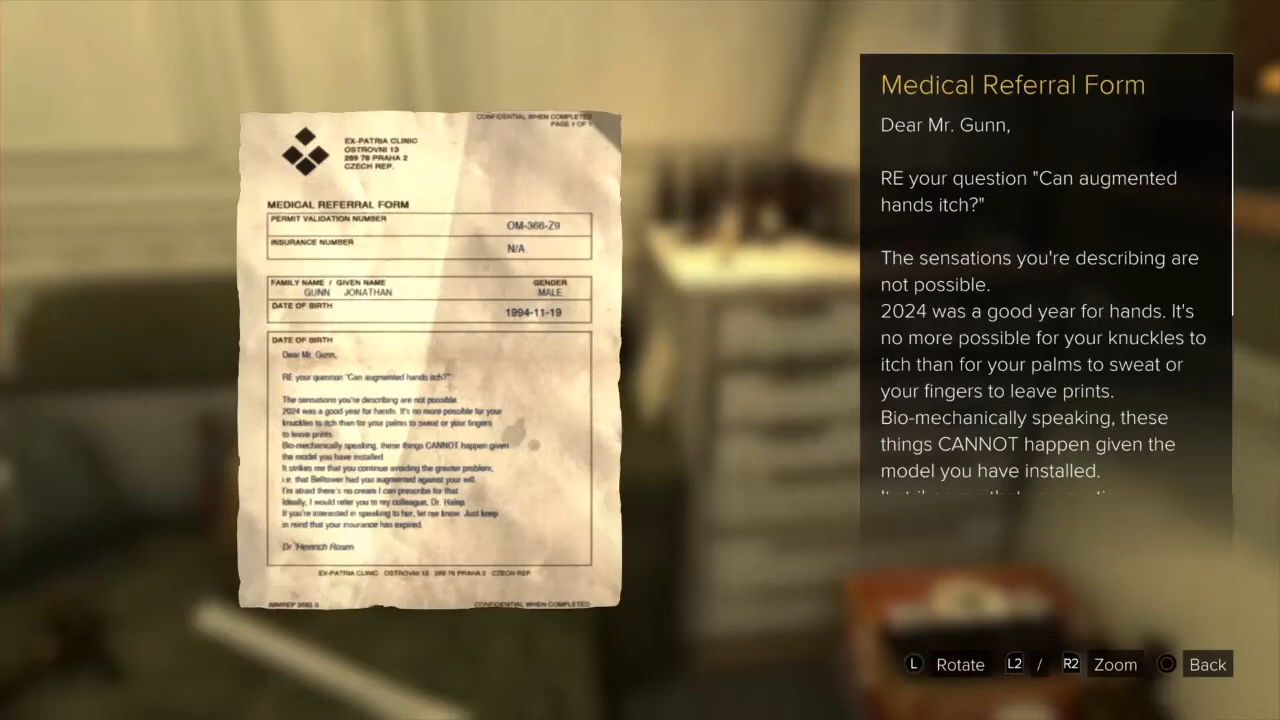 CONFIDENTIAL WHEN COMPLETED
PAGE 1 OF 1
EX-PATRIA CLINIC
OSTROVNI 13
289 76 PRAHA 2
CZECH REP.
MEDICAL REFERRAL FORM
PERMIT VALIDATION NUMBER
OM-366-Z9
INSURANCE NUMBER
N/A
FAMILY NAME / GIVEN NAME GENDER
GUNN JONATHAN MALE
DATE OF BIRTH
1994-11-19
DATE OF BIRTH
Dear Mr. Gunn,
RE your question "Can augmented hands itch?"
The sensations you're describing are not possible.
2024 was a good year for hands. It's no more possible for your
knuckles to itch than for your palms to sweat or your fingers
to leave prints.
Bio-mechanically speaking, these things CANNOT happen given
the model you have installed.
It strikes me that you continue avoiding the greater problem,
i.e. that Belltower had you augmented against your will.
I'm afraid there's no cream I can prescribe for that.
Ideally, I would refer you to my colleague, Dr. Halep.
If you're interested in speaking to her, let me know. Just keep
in mind that your insurance has expired.
Dr. Heinrich Rosen
EX-PATRIA CLINIC OSTROVNI 13 289 76 PRAHA 2 CZECH REP
CONFIDENTIAL WHEN COMPLETED
Medical Referral Form
Dear Mr. Gunn,
RE your question "Can augmented
hands itch?"
The sensations you're describing are
not possible.
2024 was a good year for hands. It's
no more possible for your knuckles to
itch than for your palms to sweat or
your fingers to leave prints.
Bio-mechanically speaking, these
things CANNOT happen given the
model you have installed.
L Rotate L2 / R2 Zoom Back